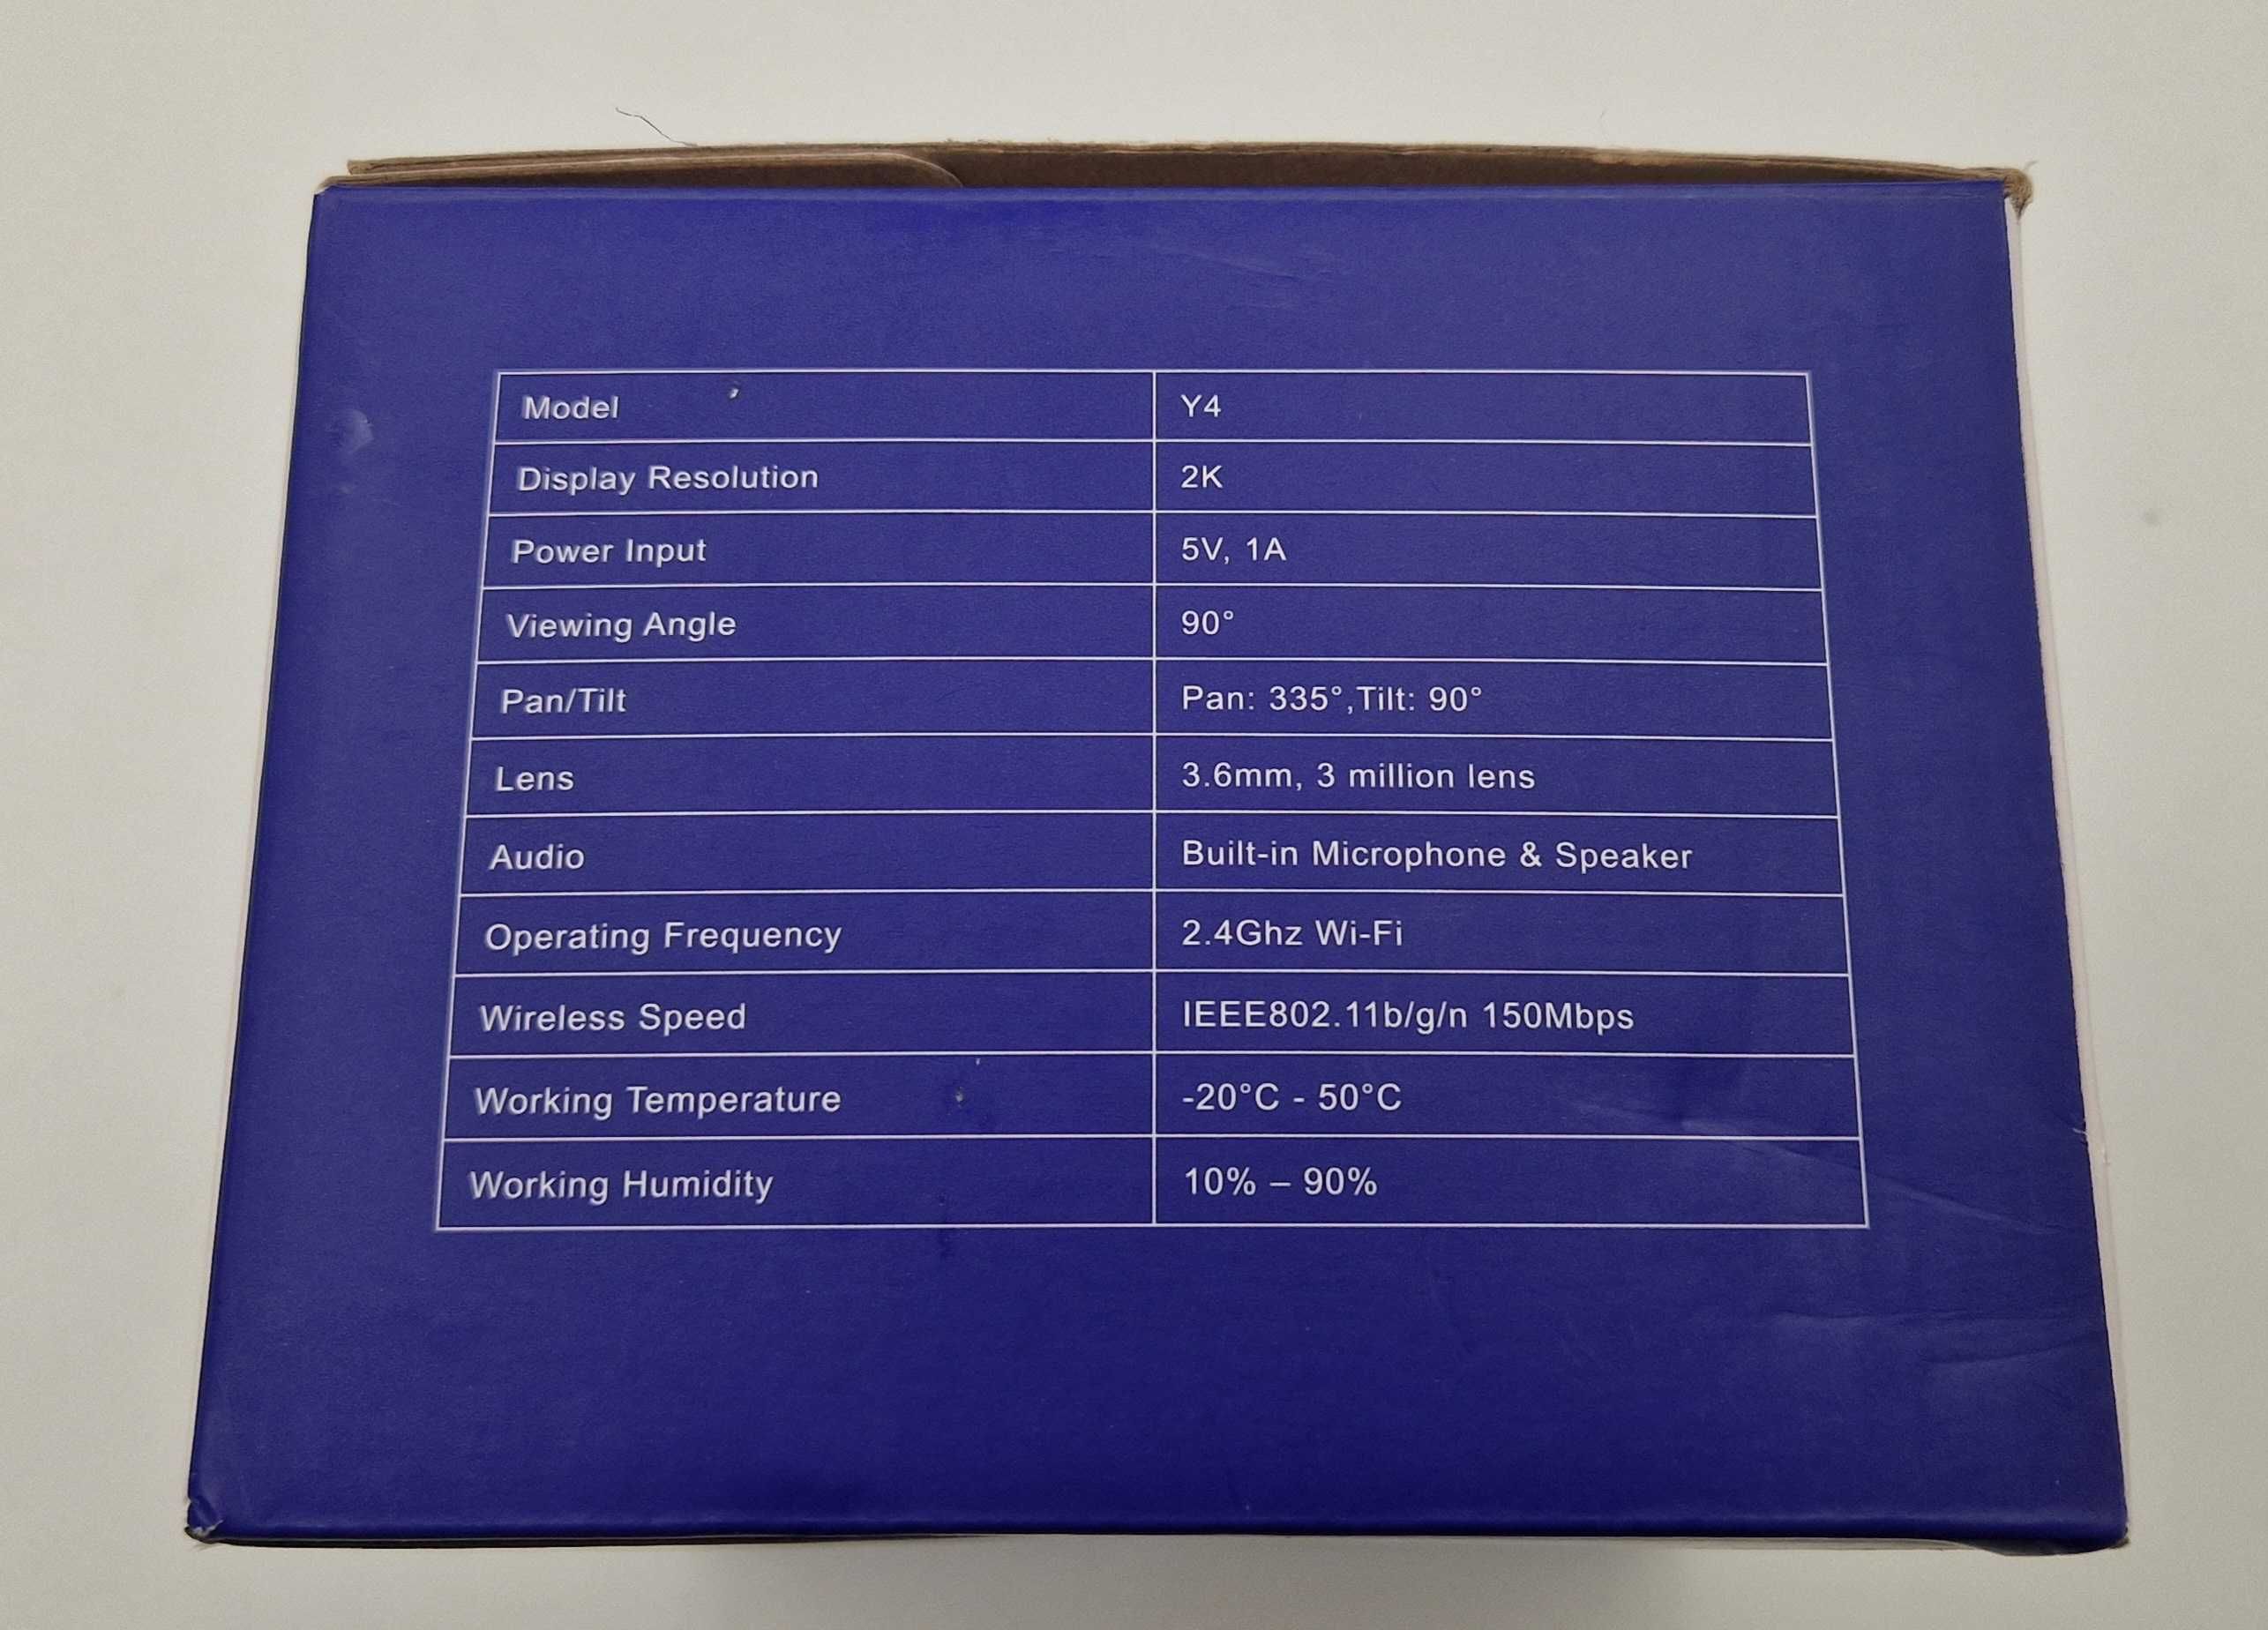 Model Y4
Display Resolution 2K
Power Input 5V, 1A
Viewing Angle 90°
Pan/Tilt Pan: 335°,Tilt: 90°
Lens 3.6mm, 3 million lens
Audio Built-in Microphone & Speaker
Operating Frequency 2.4Ghz Wi-Fi
Wireless Speed IEEE802.11b/g/n 150Mbps
Working Temperature -20°C - 50°C
Working Humidity 10% – 90%